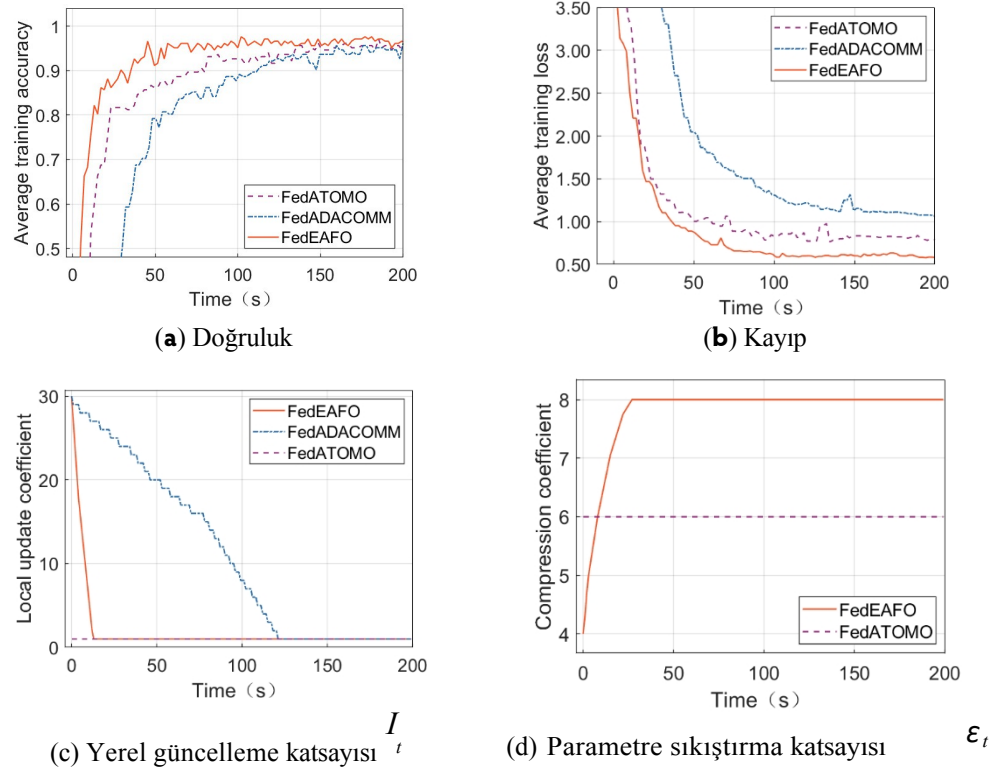 1
0.9
0.8
0.7
0.6
0.5
Average training accuracy
FedATOMO
FedADACOMM
FedEAFO
0 50 100 150 200
Time（s）
(a) Doğruluk
3.50
3.00
2.50
2.00
1.50
1.00
0.50
Average training loss
FedATOMO
FedADACOMM
FedEAFO
0 50 100 150 200
Time（s）
(b) Kayıp
30
20
10
0
Local update coefficient
FedEAFO
FedADACOMM
FedATOMO
0 50 100 150 200
Time（s）
(c) Yerel güncelleme katsayısı I t
8
7
6
5
4
Compression coefficient
FedEAFO
FedATOMO
0 50 100 150 200
Time（s）
(d) Parametre sıkıştırma katsayısı ε t